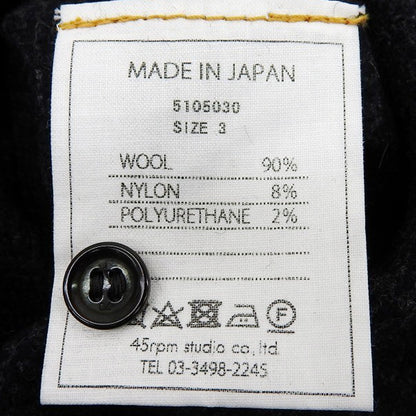 MADE IN JAPAN
5105030
SIZE 3
WOOL 90%
NYLON 8%
POLYURETHANE 2%
F
45rpm studio co,.ltd.
TEL 03-3498-2245